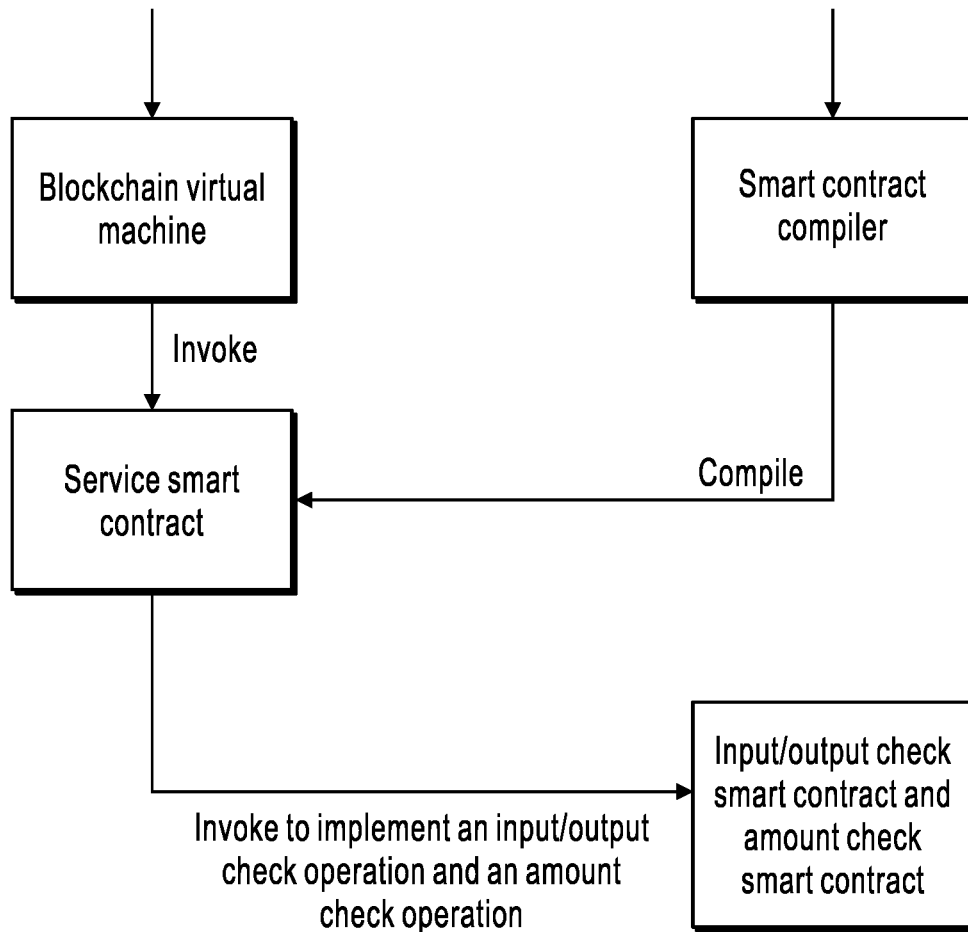 Blockchain virtual
machine
Smart contract
compiler
Invoke
Service smart
contract
Compile
Input/output check
smart contract and
amount check
smart contract
Invoke to implement an input/output
check operation and an amount
check operation